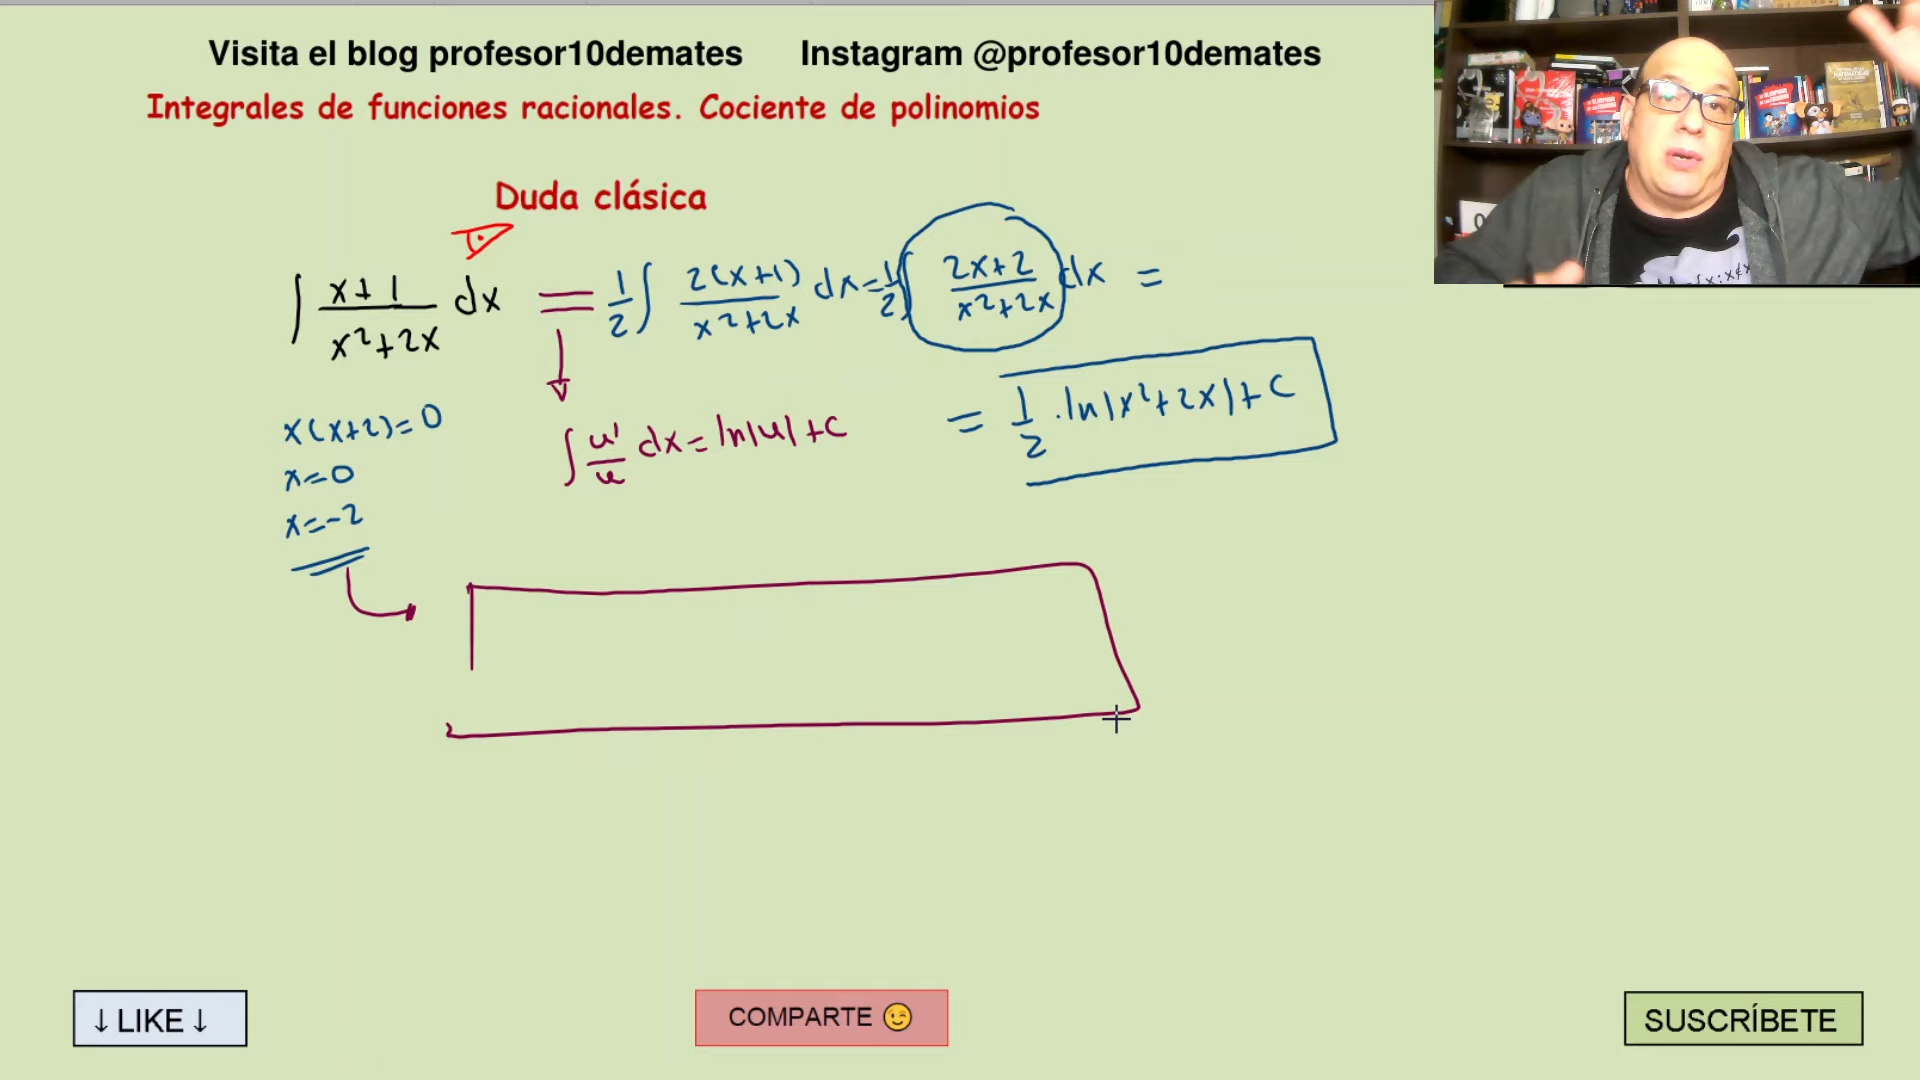 Visita el blog profesor10demates Instagram @profesor10demates
Integrales de funciones racionales. Cociente de polinomios
Duda clásica
∫ (x+1)/(x²+2x) dx = 1/2 ∫ 2(x+1)/(x²+2x) dx = 1/2 ∫ (2x+2)/(x²+2x) dx =
= 1/2 · ln|x²+2x| + C
x(x+2)=0
x=0
x=-2
∫ u'/u dx = ln|u| + C
↓ LIKE ↓
COMPARTE 😉
SUSCRÍBETE